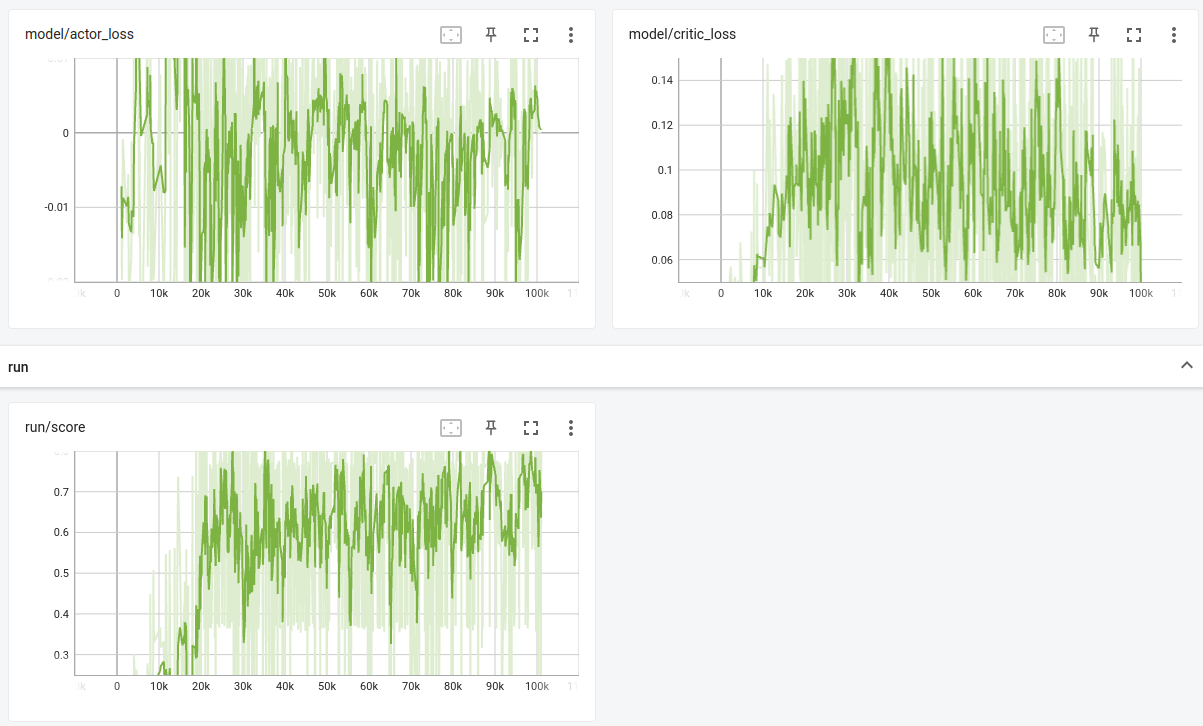 model/actor_loss
0
-0.01
0 10k 20k 30k 40k 50k 60k 70k 80k 90k 100k
model/critic_loss
0.14
0.12
0.1
0.08
0.06
0 10k 20k 30k 40k 50k 60k 70k 80k 90k 100k
run
run/score
0.7
0.6
0.5
0.4
0.3
0 10k 20k 30k 40k 50k 60k 70k 80k 90k 100k